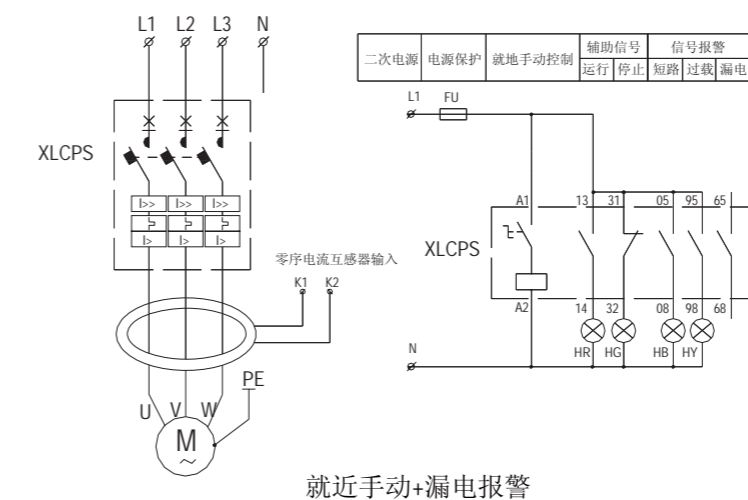 L1 L2 L3 N
XLCPS
I>> I>> I>>
I> I> I>
零序电流互感器输入
K1 K2
PE
U V W
M
~
二次电源 电源保护 就地手动控制 辅助信号 信号报警
运行 停止 短路 过载 漏电
L1 FU
A1 13 31 05 95 65
XLCPS
A2 14 32 08 98 68
HR HG HB HY
N
就近手动+漏电报警